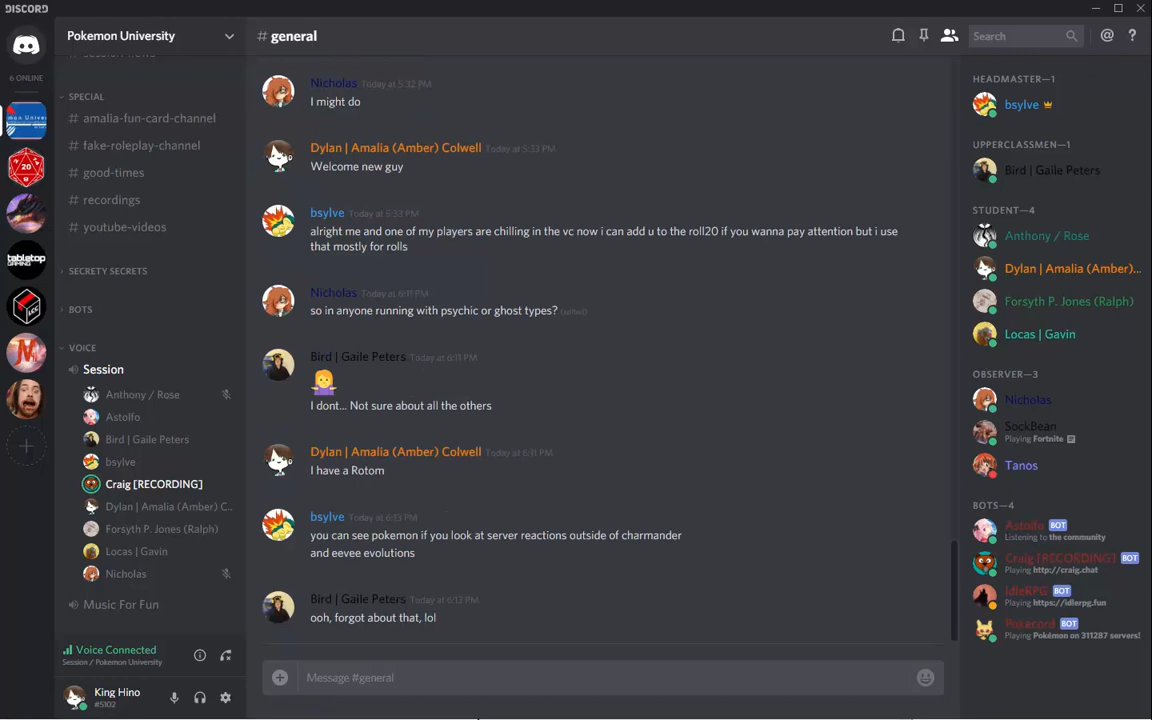 DISCORD
6 ONLINE
mon Unive
20
tabletop
GAMING
Pokemon University
SPECIAL
# amalia-fun-card-channel
# fake-roleplay-channel
# good-times
# recordings
# youtube-videos
SECRETY SECRETS
BOTS
VOICE
Session
Anthony / Rose
Astolfo
Bird | Gaile Peters
bsylve
Craig [RECORDING]
Dylan | Amalia (Amber) C...
Forsyth P. Jones (Ralph)
Locas | Gavin
Nicholas
Music For Fun
Voice Connected
Session / Pokemon University
King Hino
#5102
# general
Search
Nicholas Today at 5:32 PM
I might do
Dylan | Amalia (Amber) Colwell Today at 5:33 PM
Welcome new guy
bsylve Today at 5:33 PM
alright me and one of my players are chilling in the vc now i can add u to the roll20 if you wanna pay attention but i use
that mostly for rolls
Nicholas Today at 6:11 PM
so in anyone running with psychic or ghost types? (edited)
Bird | Gaile Peters Today at 6:11 PM
I dont... Not sure about all the others
Dylan | Amalia (Amber) Colwell Today at 6:11 PM
I have a Rotom
bsylve Today at 6:13 PM
you can see pokemon if you look at server reactions outside of charmander
and eevee evolutions
Bird | Gaile Peters Today at 6:13 PM
ooh, forgot about that, lol
Message #general
HEADMASTER—1
bsylve
UPPERCLASSMEN—1
Bird | Gaile Peters
STUDENT—4
Anthony / Rose
Dylan | Amalia (Amber)...
Forsyth P. Jones (Ralph)
Locas | Gavin
OBSERVER—3
Nicholas
SockBean
Playing Fortnite
Tanos
BOTS—4
Astolfo BOT
Listening to the community
Craig [RECORDING] BOT
Playing http://craig.chat
IdleRPG BOT
Playing https://idlerpg.fun
Pokecord BOT
Playing Pokémon on 311287 servers!